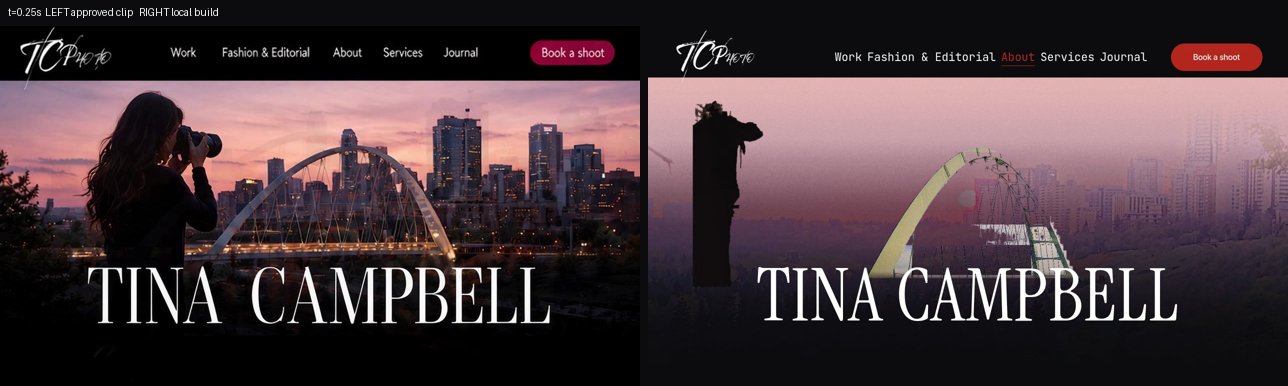 t=0.25s LEFT approved clip RIGHT local build
TCPHOTO Work Fashion & Editorial About Services Journal Book a shoot
TINA CAMPBELL
TCPHOTO Work Fashion & Editorial About Services Journal Book a shoot
TINA CAMPBELL